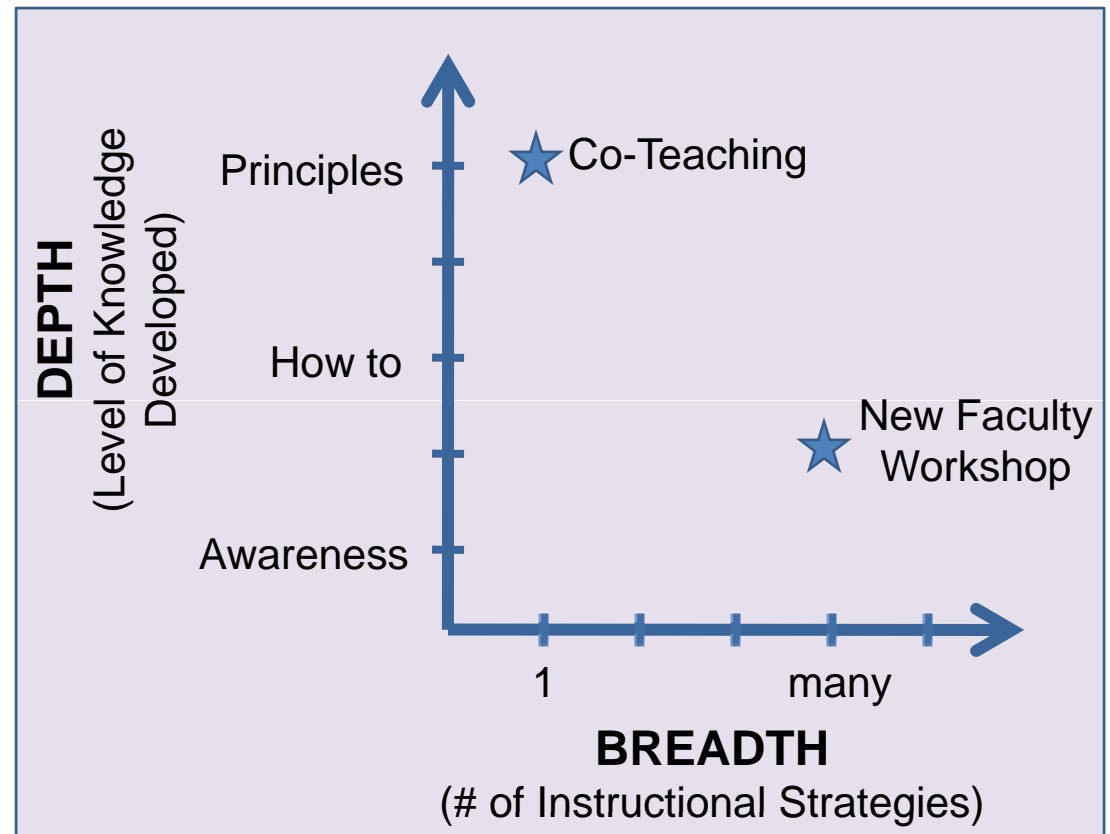 DEPTH
(Level of Knowledge
Developed)
Principles
How to
Awareness
Co-Teaching
New Faculty
Workshop
1
many
BREADTH
(# of Instructional Strategies)